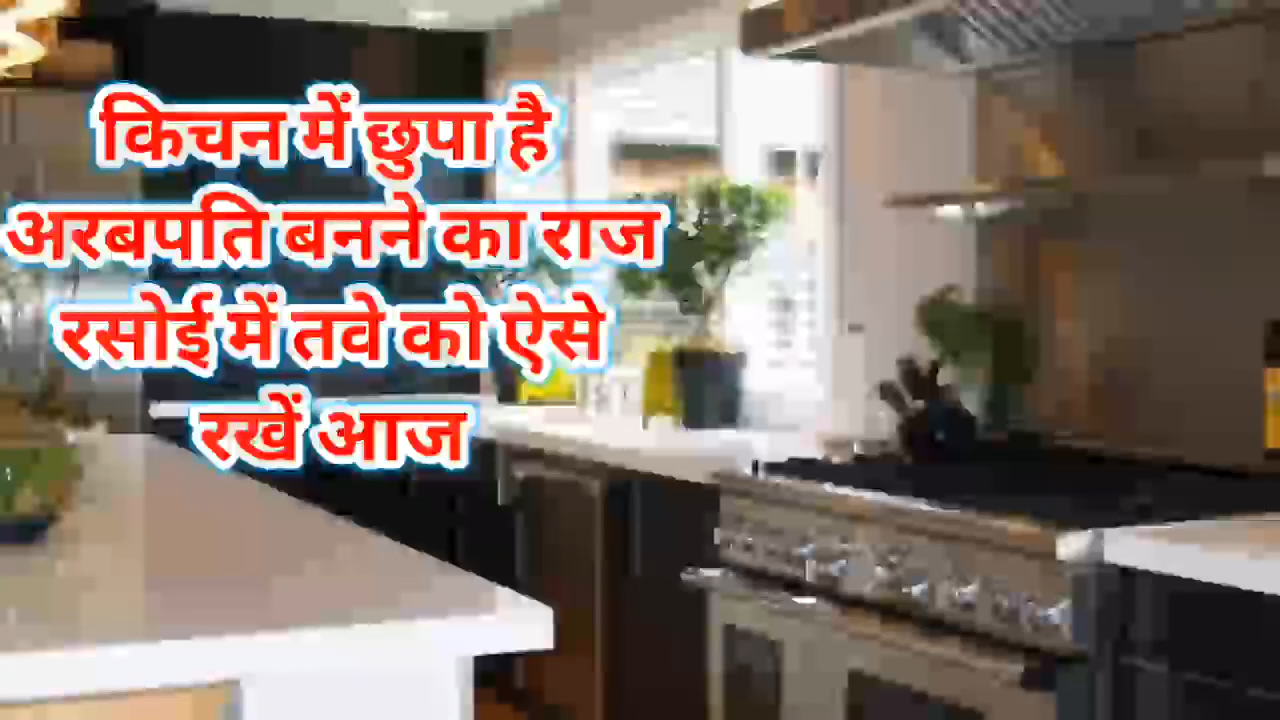 किचन में छुपा है
अरबपति बनने का राज
रसोई में तवे को ऐसे
रखें आज